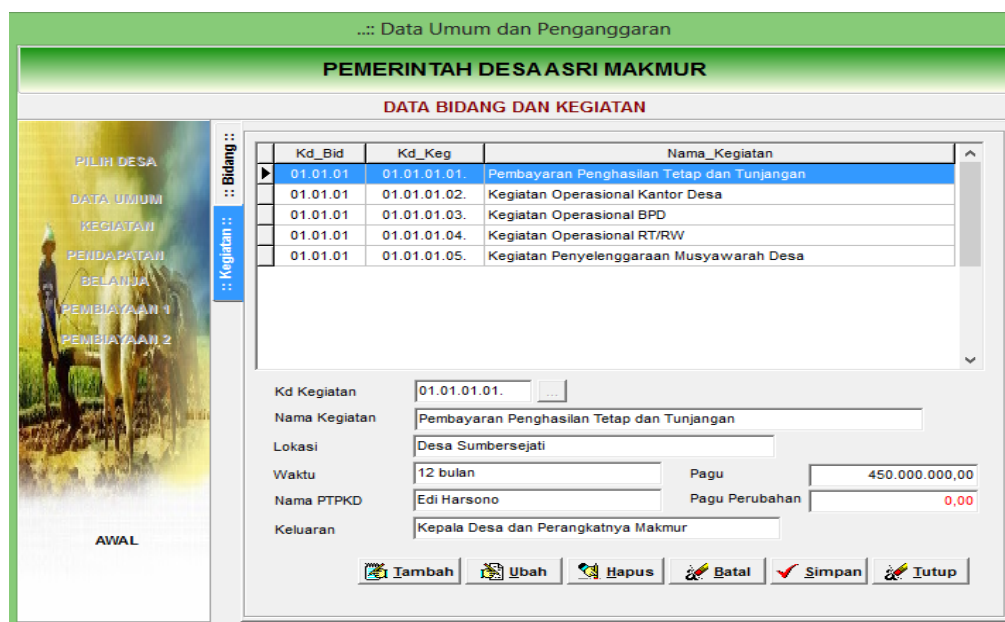 ..:: Data Umum dan Penganggaran
PEMERINTAH DESA ASRI MAKMUR
DATA BIDANG DAN KEGIATAN
PILIH DESA
DATA UMUM
KEGIATAN
PENDAPATAN
BELANJA
PEMBIAYAAN 1
PEMBIAYAAN 2
AWAL
:: Bidang ::
:: Kegiatan ::
Kd_Bid Kd_Keg Nama_Kegiatan
01.01.01 01.01.01.01. Pembayaran Penghasilan Tetap dan Tunjangan
01.01.01 01.01.01.02. Kegiatan Operasional Kantor Desa
01.01.01 01.01.01.03. Kegiatan Operasional BPD
01.01.01 01.01.01.04. Kegiatan Operasional RT/RW
01.01.01 01.01.01.05. Kegiatan Penyelenggaraan Musyawarah Desa
Kd Kegiatan 01.01.01.01. ...
Nama Kegiatan Pembayaran Penghasilan Tetap dan Tunjangan
Lokasi Desa Sumbersejati
Waktu 12 bulan Pagu 450.000.000,00
Nama PTPKD Edi Harsono Pagu Perubahan 0,00
Keluaran Kepala Desa dan Perangkatnya Makmur
Tambah Ubah Hapus Batal Simpan Tutup